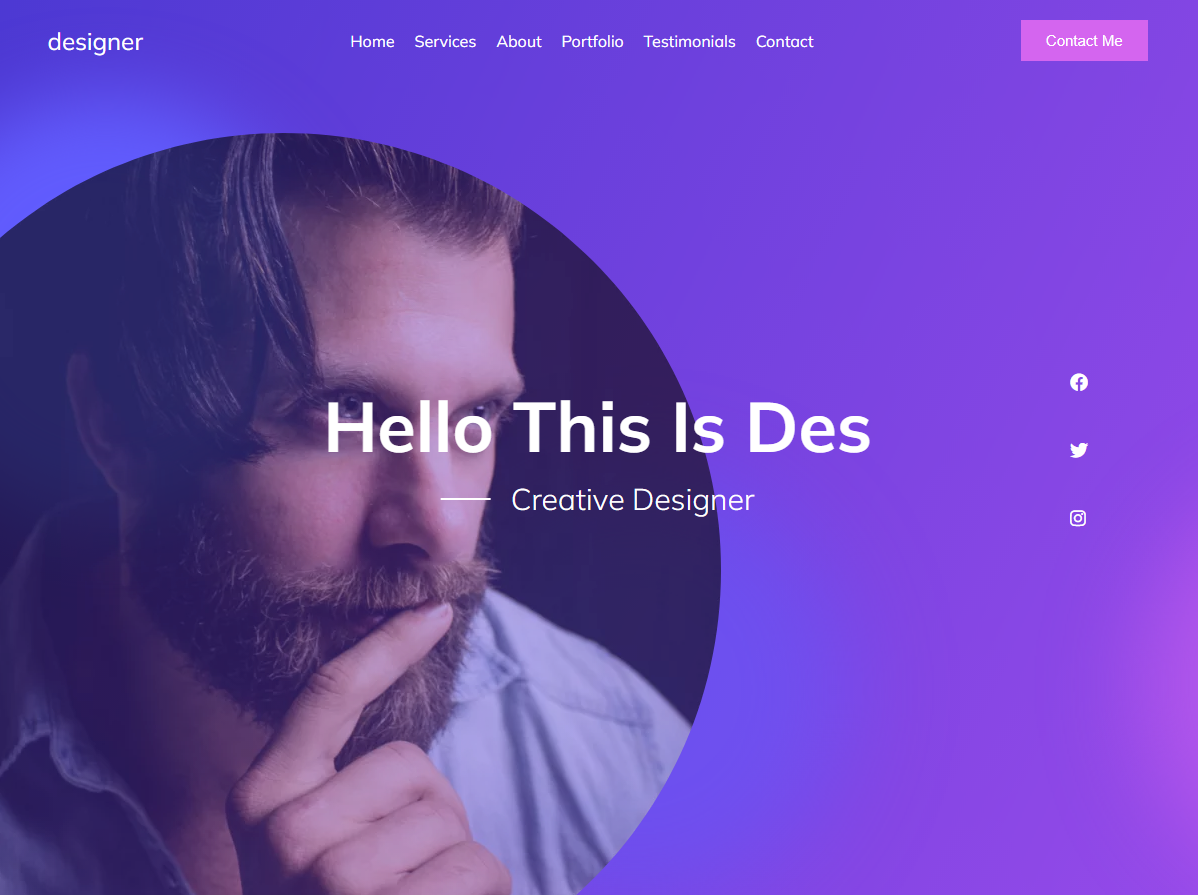 designer
Home Services About Portfolio Testimonials Contact
Contact Me
Hello This Is Des
Creative Designer